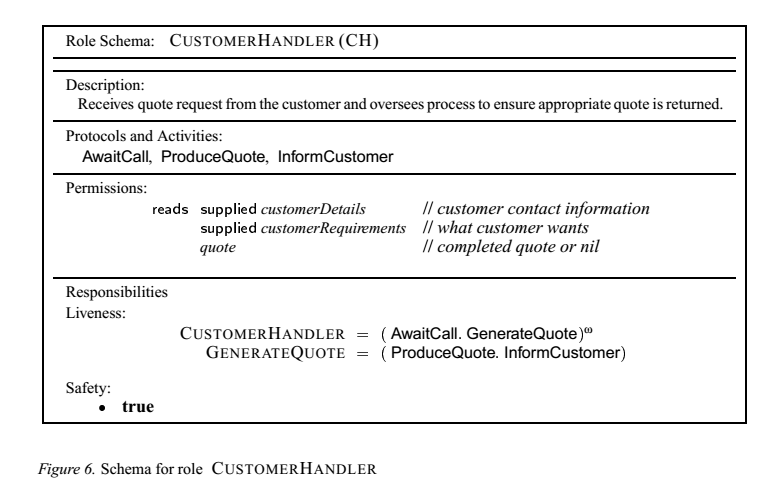 Role Schema: CUSTOMERHANDLER (CH)
Description:
Receives quote request from the customer and oversees process to ensure appropriate quote is returned.
Protocols and Activities:
AwaitCall, ProduceQuote, InformCustomer
Permissions:
reads supplied customerDetails // customer contact information
supplied customerRequirements // what customer wants
quote // completed quote or nil
Responsibilities
Liveness:
CUSTOMERHANDLER = ( AwaitCall. GenerateQuote)^ω
GENERATEQUOTE = ( ProduceQuote. InformCustomer)
Safety:
• true
Figure 6. Schema for role CUSTOMERHANDLER